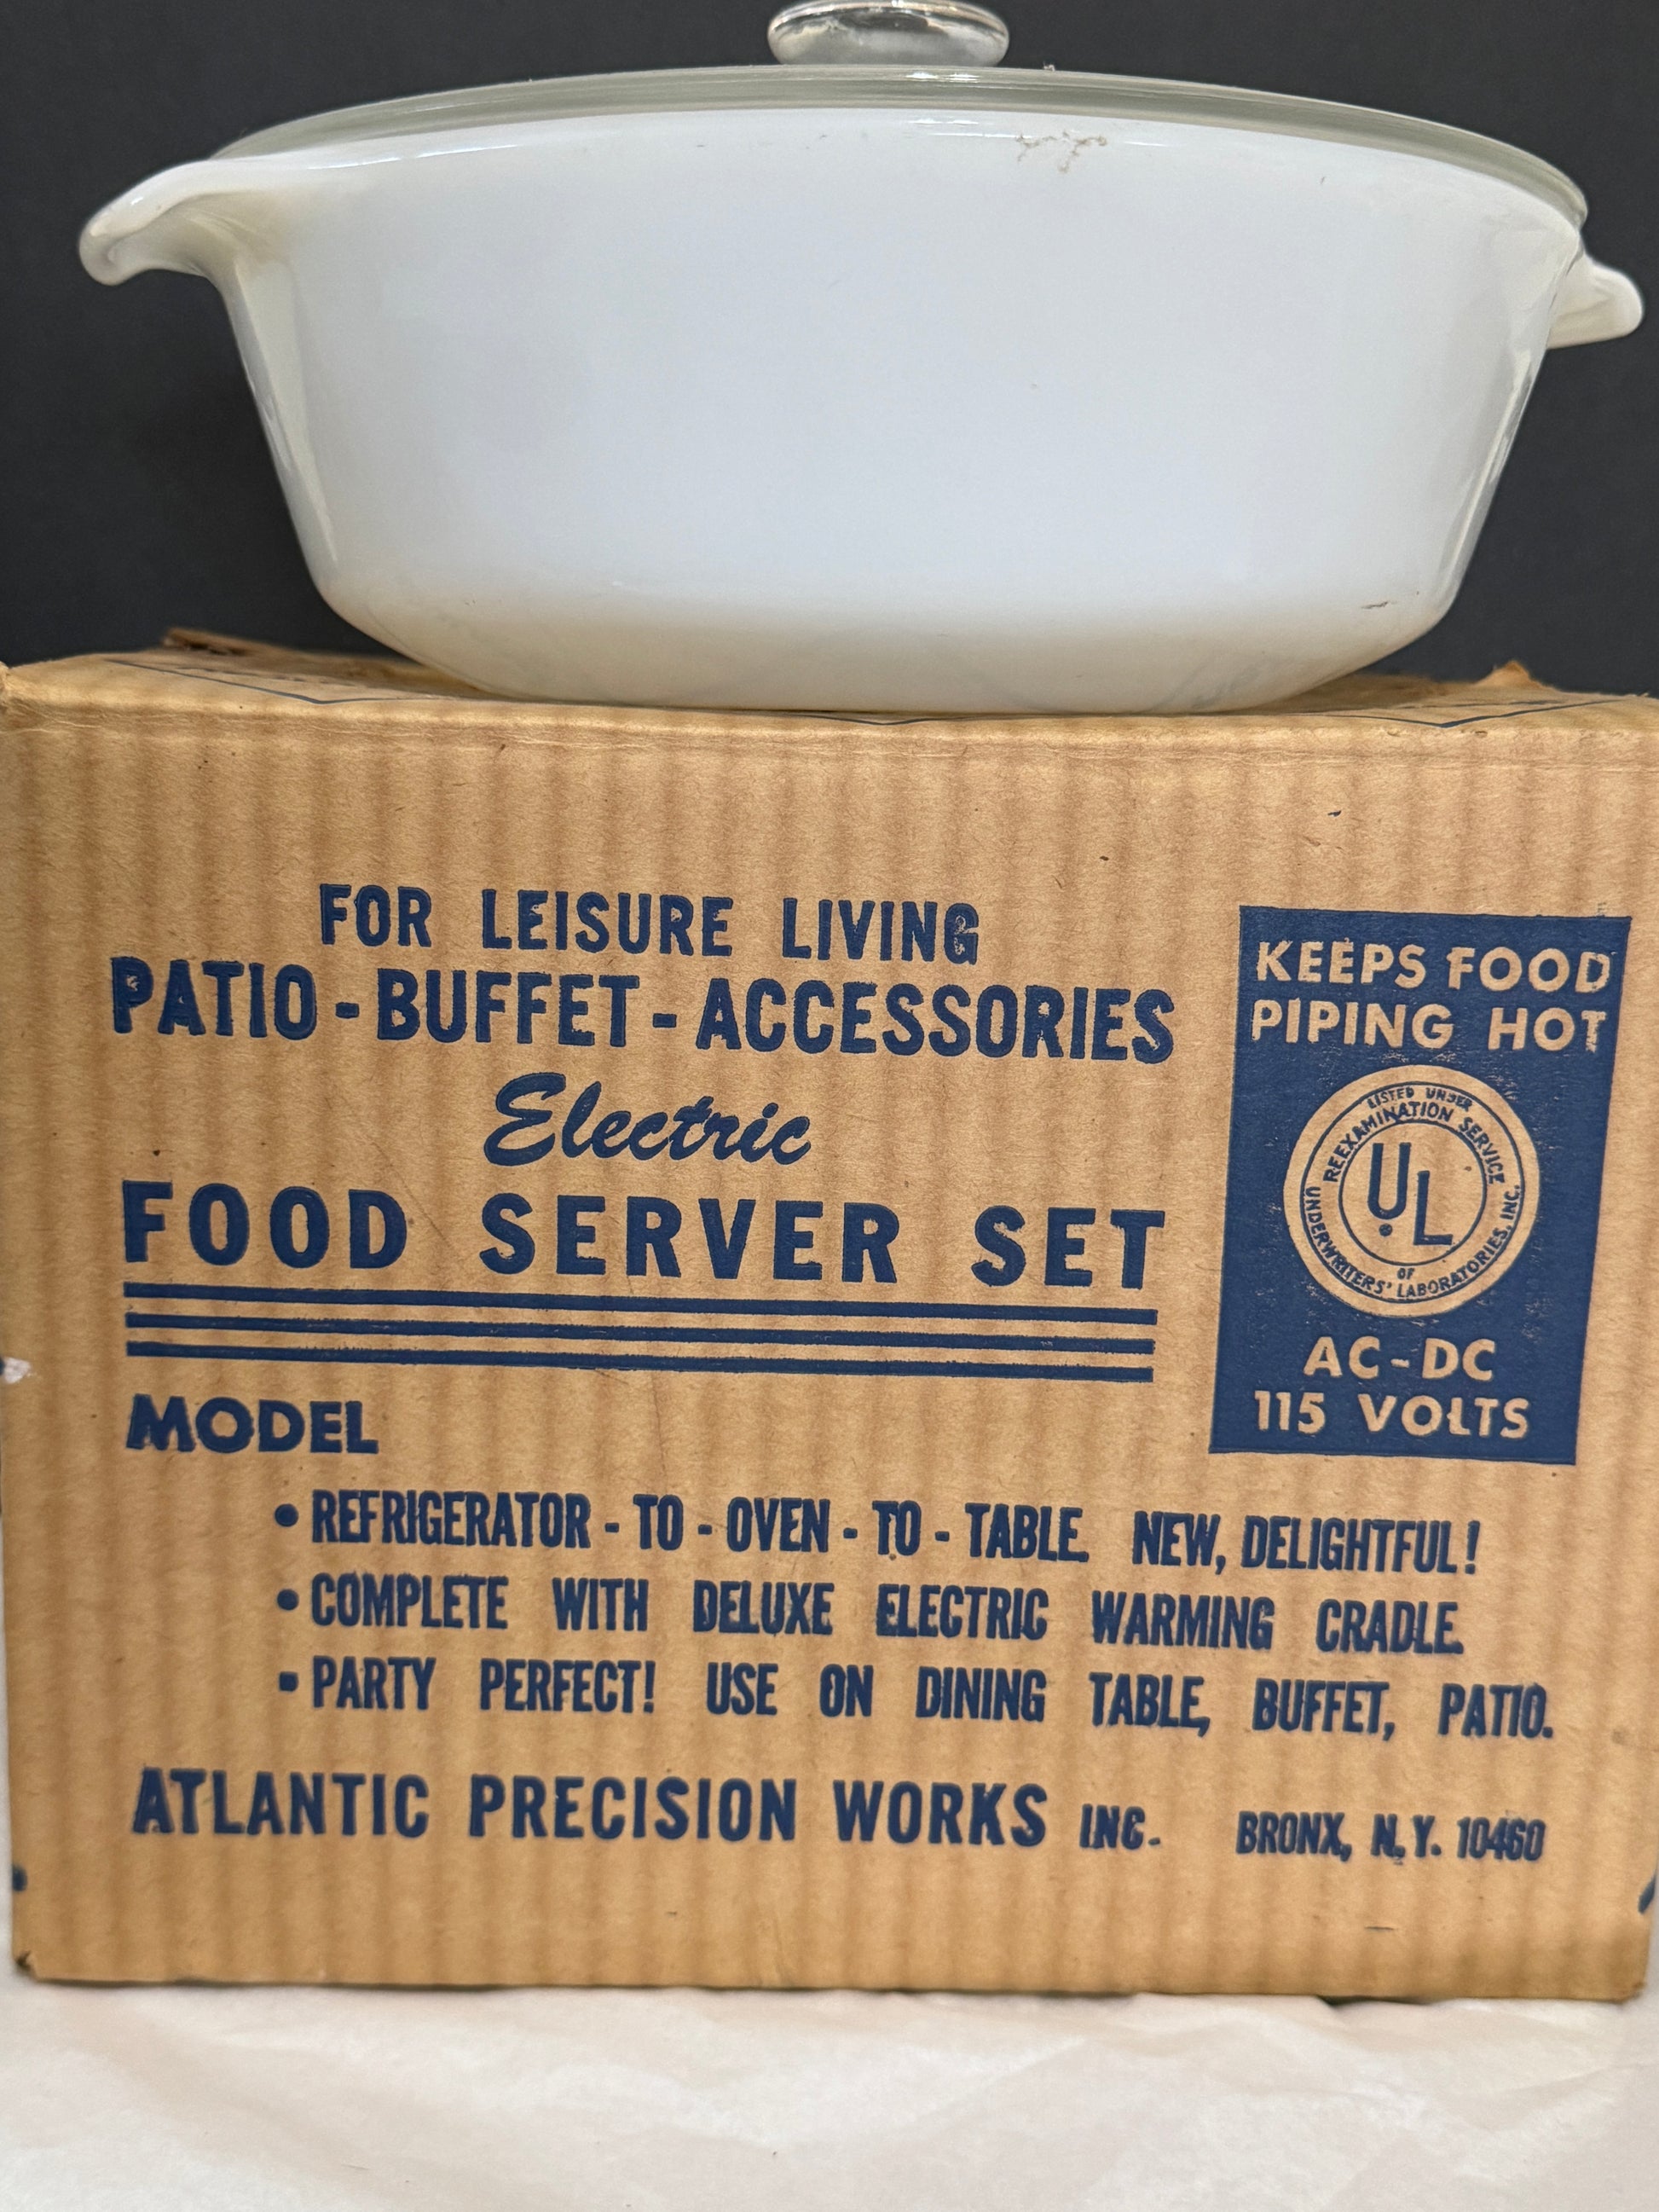 FOR LEISURE LIVING
PATIO-BUFFET-ACCESSORIES
Electric
FOOD SERVER SET
KEEPS FOOD
PIPING HOT
LISTED UNDER
REEXAMINATION SERVICE
UL
OF
UNDERWRITERS' LABORATORIES, INC.
AC-DC
115 VOLTS
MODEL
• REFRIGERATOR - TO - OVEN - TO - TABLE. NEW, DELIGHTFUL!
• COMPLETE WITH DELUXE ELECTRIC WARMING CRADLE.
• PARTY PERFECT! USE ON DINING TABLE, BUFFET, PATIO.
ATLANTIC PRECISION WORKS INC. BRONX, N.Y. 10460